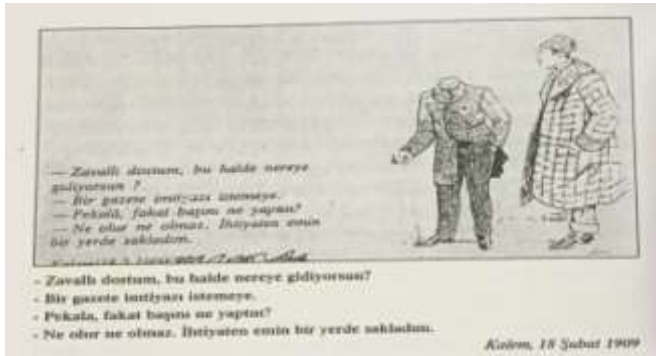 — Zavallı dostum, bu halde nereye
gidiyorsun ?
— Bir gazete imtiyazı istemeye.
— Pekalâ, fakat başını ne yaptın?
— Ne olur ne olmaz. İhtiyaten emin
bir yerde sakladım.
- Zavallı dostum, bu halde nereye gidiyorsun?
- Bir gazete imtiyazı istemeye.
- Pekala, fakat başını ne yaptın?
- Ne olur ne olmaz. İhtiyaten emin bir yerde sakladım.
Kalem, 18 Şubat 1909